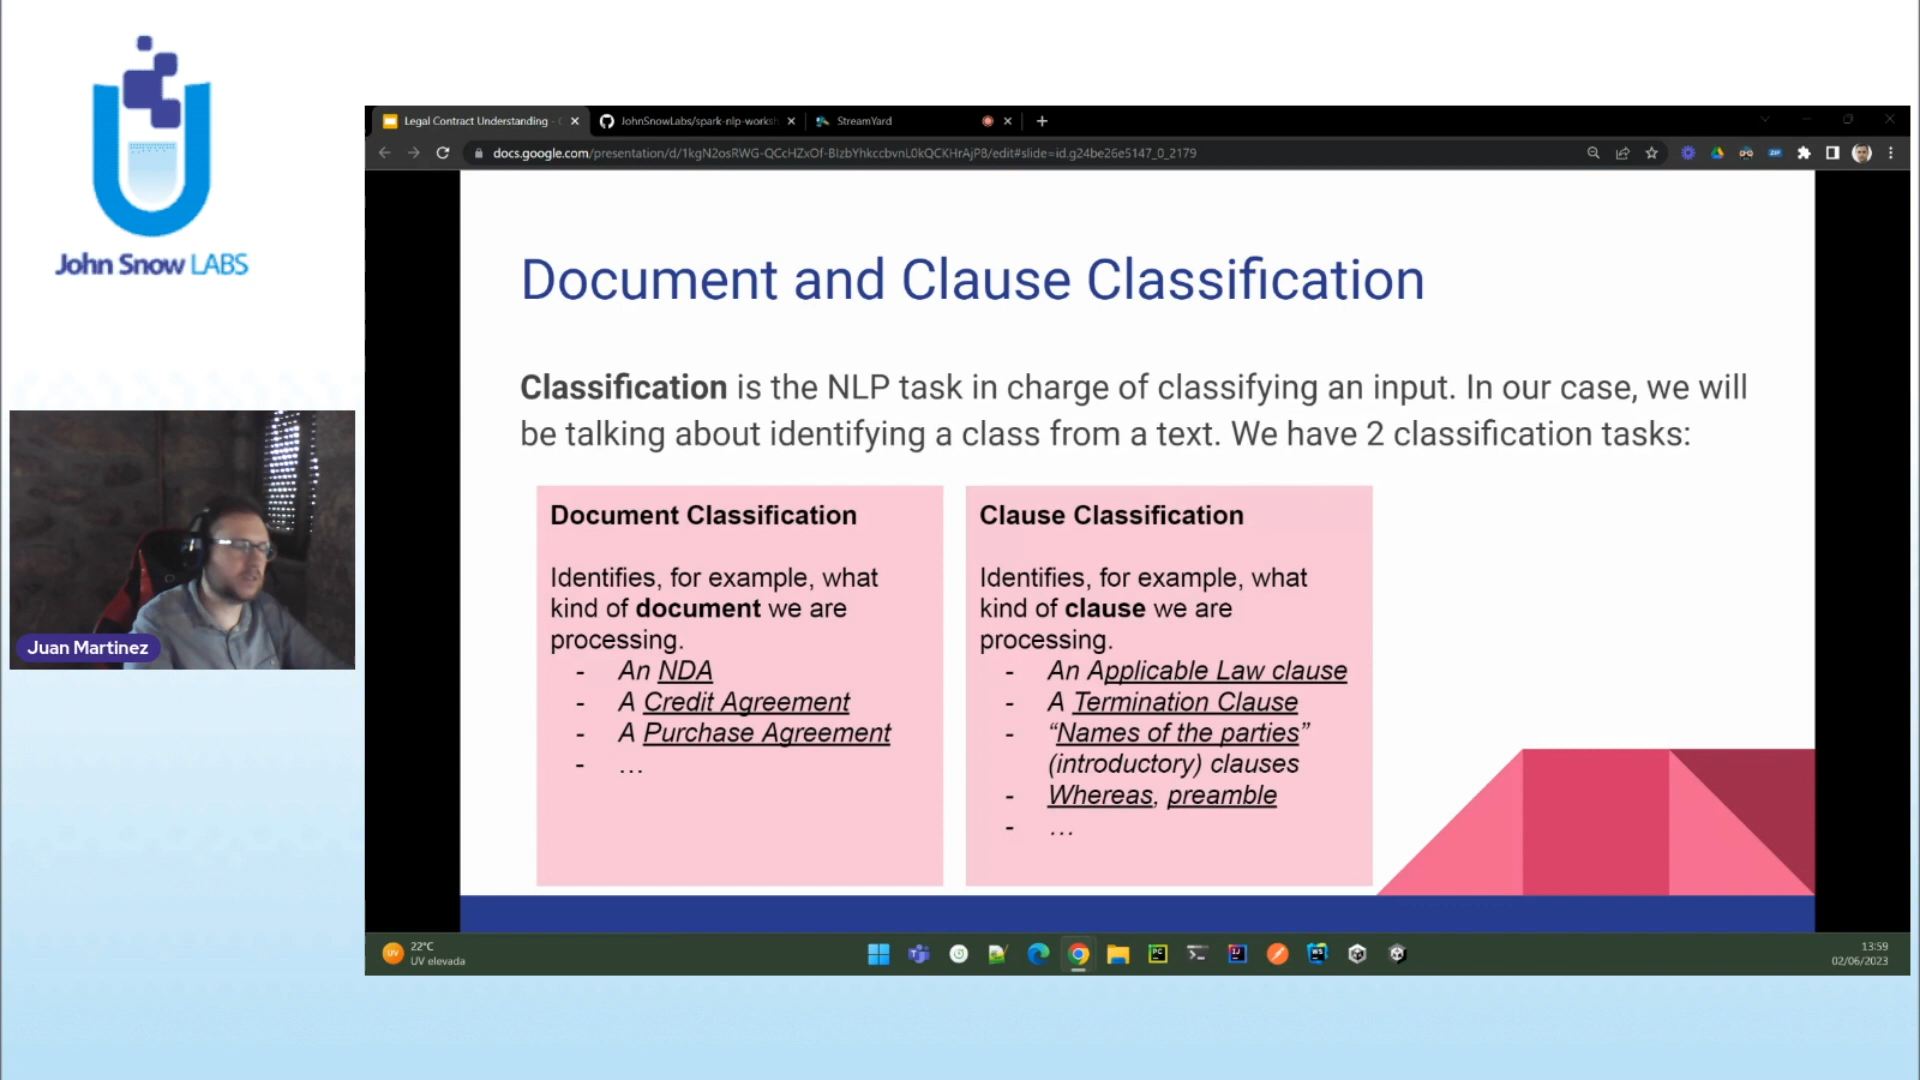 John Snow LABS
Juan Martinez
Legal Contract Understanding -
JohnSnowLabs/spark-nlp-worksh
StreamYard
docs.google.com/presentation/d/1kgN2osRWG-QCcHZxOf-BIzbYhkccbvnL0kQCKHrAjP8/edit#slide=id.g24be26e5147_0_2179
Document and Clause Classification
Classification is the NLP task in charge of classifying an input. In our case, we will
be talking about identifying a class from a text. We have 2 classification tasks:
Document Classification
Identifies, for example, what
kind of document we are
processing.
- An NDA
- A Credit Agreement
- A Purchase Agreement
- …
Clause Classification
Identifies, for example, what
kind of clause we are
processing.
- An Applicable Law clause
- A Termination Clause
- “Names of the parties”
(introductory) clauses
- Whereas, preamble
- …
UV
22°C
UV elevada
13:59
02/06/2023